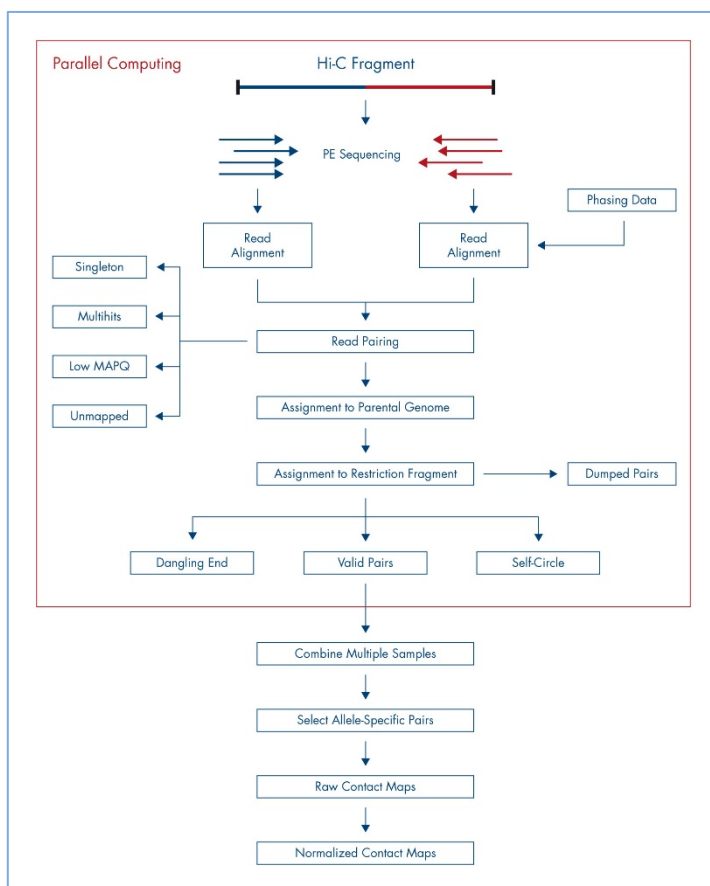 Parallel Computing
Hi-C Fragment
PE Sequencing
Phasing Data
Read
Alignment
Read
Alignment
Singleton
Multihits
Read Pairing
Low MAPQ
Assignment to Parental Genome
Unmapped
Assignment to Restriction Fragment
Dumped Pairs
Dangling End
Valid Pairs
Self-Circle
Combine Multiple Samples
Select Allele-Specific Pairs
Raw Contact Maps
Normalized Contact Maps